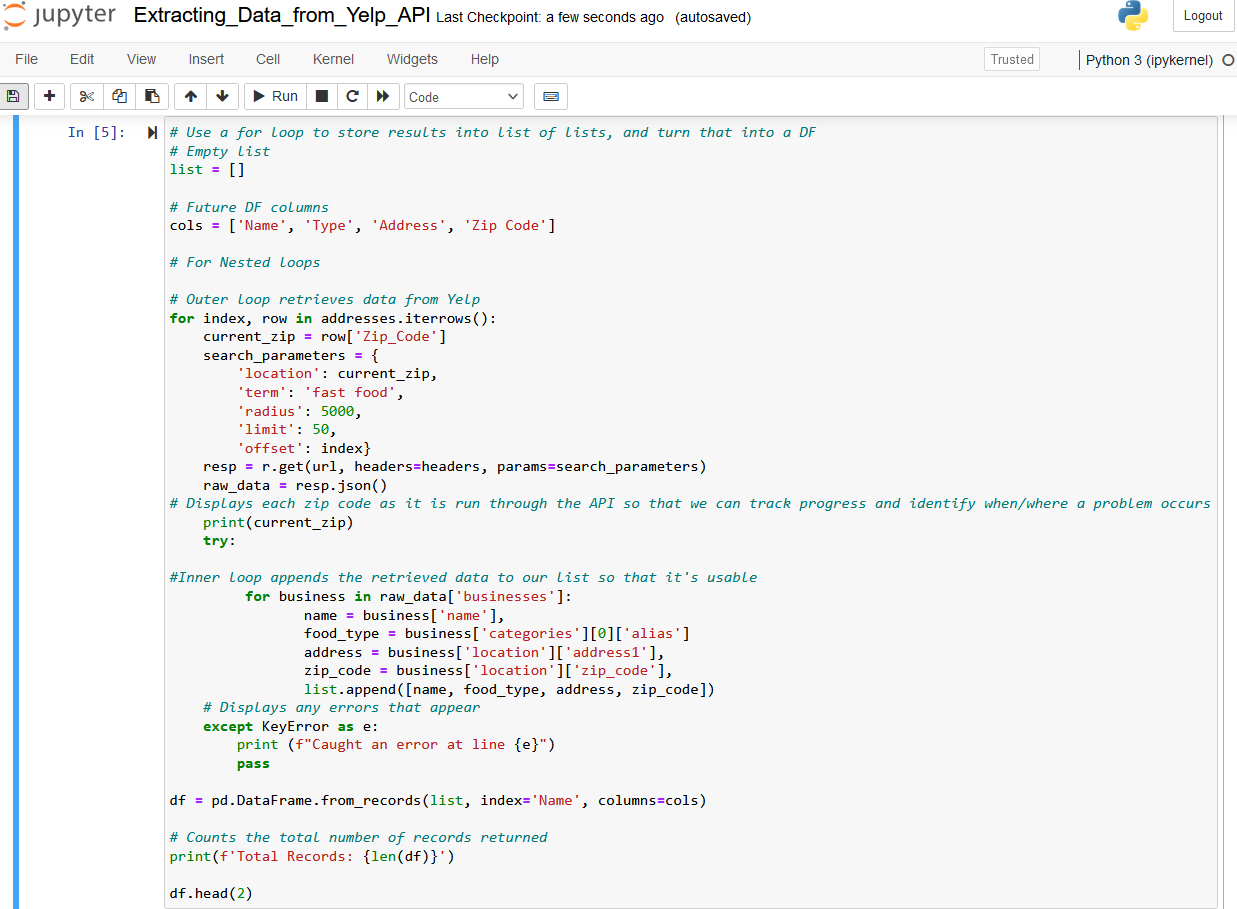 jupyter Extracting_Data_from_Yelp_API Last Checkpoint: a few seconds ago (autosaved) Logout
File Edit View Insert Cell Kernel Widgets Help Trusted Python 3 (ipykernel)
Run Code
In [5]: # Use a for loop to store results into list of lists, and turn that into a DF
# Empty list
list = []

# Future DF columns
cols = ['Name', 'Type', 'Address', 'Zip Code']

# For Nested loops

# Outer loop retrieves data from Yelp
for index, row in addresses.iterrows():
    current_zip = row['Zip_Code']
    search_parameters = {
        'location': current_zip,
        'term': 'fast food',
        'radius': 5000,
        'limit': 50,
        'offset': index}
    resp = r.get(url, headers=headers, params=search_parameters)
    raw_data = resp.json()
# Displays each zip code as it is run through the API so that we can track progress and identify when/where a problem occurs
    print(current_zip)
    try:

#Inner loop appends the retrieved data to our list so that it's usable
         for business in raw_data['businesses']:
                name = business['name'],
                food_type = business['categories'][0]['alias']
                address = business['location']['address1'],
                zip_code = business['location']['zip_code'],
                list.append([name, food_type, address, zip_code])
    # Displays any errors that appear
    except KeyError as e:
        print (f"Caught an error at line {e}")
        pass

df = pd.DataFrame.from_records(list, index='Name', columns=cols)

# Counts the total number of records returned
print(f'Total Records: {len(df)}')

df.head(2)